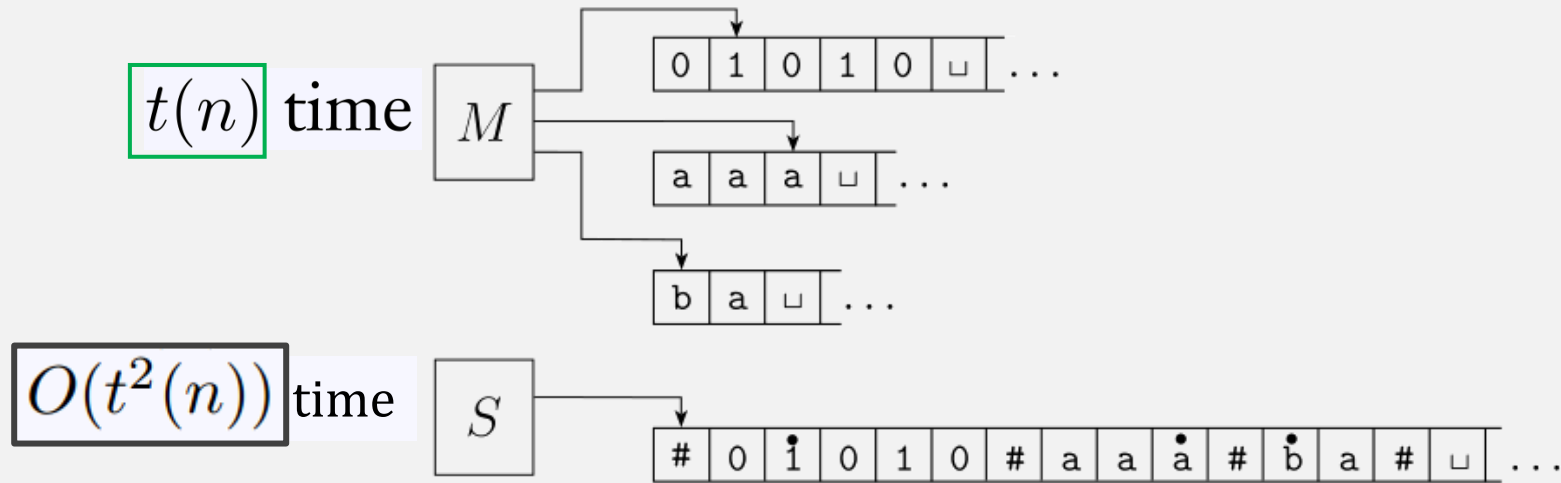 0 1 0 1 0 ␣ ...
t(n) time M
a a a ␣ ...
b a ␣ ...
O(t²(n)) time S
# 0 1̇ 0 1 0 # a a ȧ # ḃ a # ␣ ...